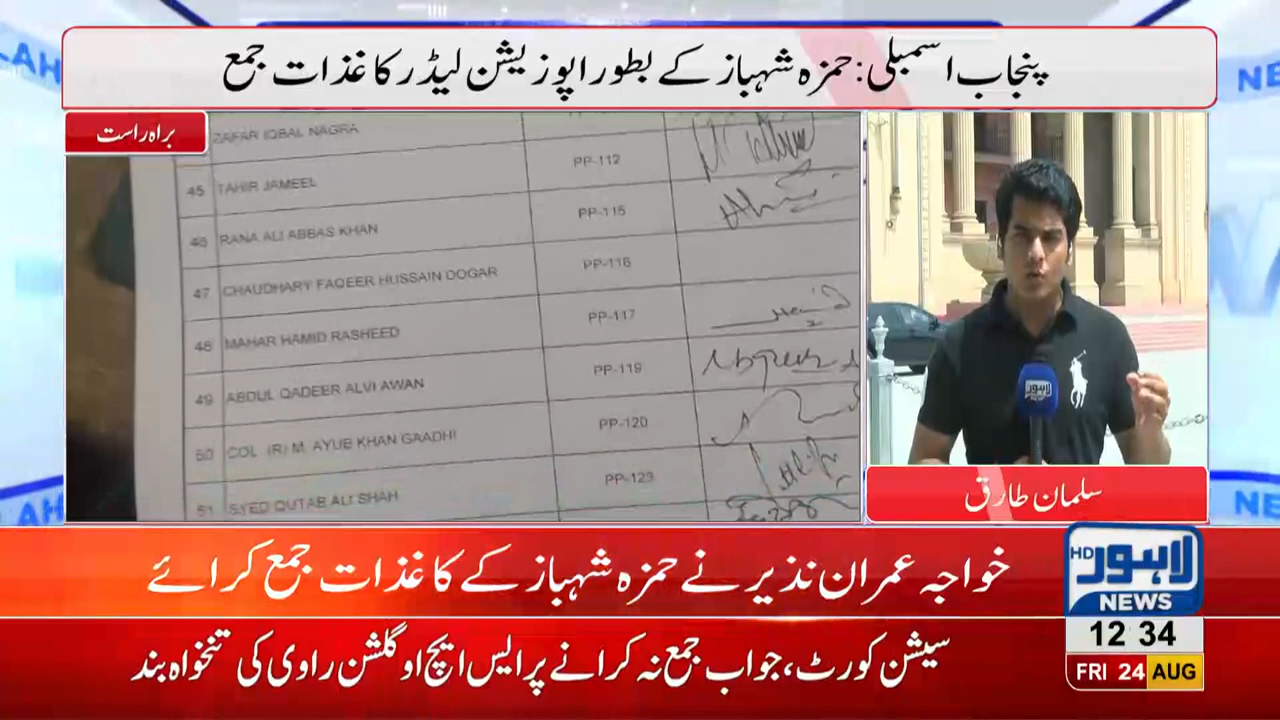 پنجاب اسمبلی: حمزہ شہباز کے بطور اپوزیشن لیڈر کاغذات جمع
براہ راست
ZAFAR IQBAL NAGRA
45 TAHIR JAMEEL PP-112
46 RANA ALI ABBAS KHAN PP-115
47 CHAUDHARY FAQEER HUSSAIN DOGAR PP-116
48 MAHAR HAMID RASHEED PP-117
49 ABDUL QADEER ALVI AWAN PP-119
50 COL (R) M. AYUB KHAN GAADHI PP-120
51 SYED QUTAB ALI SHAH PP-123
لاہور
سلمان طارق
خواجہ عمران نذیر نے حمزہ شہباز کے کاغذات جمع کرائے
سیشن کورٹ، جواب جمع نہ کرانے پر ایس ایچ او گلشن راوی کی تنخواہ بند
لاہور HD
NEWS
12 34
FRI 24 AUG
LAH
NE
AH
NE